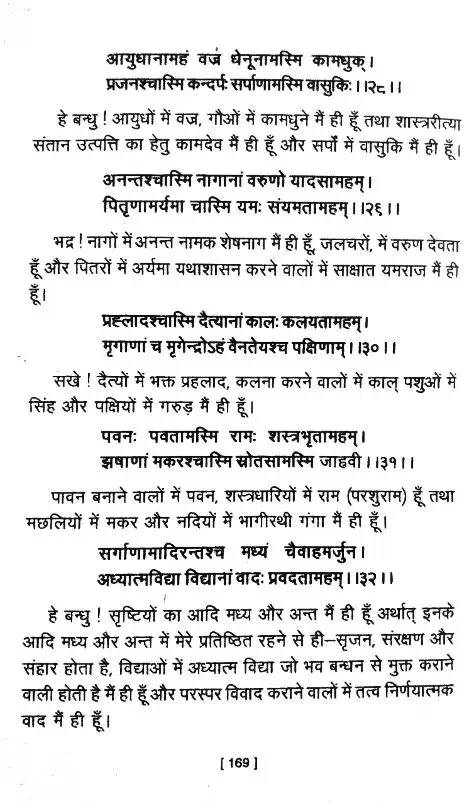 आयुधानामहं वज्रं धेनूनामस्मि कामधुक्।
प्रजनश्चास्मि कन्दर्पः सर्पाणामस्मि वासुकिः।।२८।।
हे बन्धु ! आयुधों में वज्र, गौओं में कामधुने मैं ही हूँ तथा शास्त्ररीत्या
संतान उत्पत्ति का हेतु कामदेव मैं ही हूँ और सर्पों में वासुकि मैं ही हूँ।
अनन्तश्चास्मि नागानां वरुणो यादसामहम्।
पितॄणामर्यमा चास्मि यमः संयमतामहम्।।२६।।
भद्र ! नागों में अनन्त नामक शेषनाग मैं ही हूँ, जलचरों, में वरुण देवता
हूँ और पितरों में अर्यमा यथाशासन करने वालों में साक्षात यमराज मैं ही
हूँ।
प्रह्लादश्चास्मि दैत्यानां कालः कलयतामहम्।
मृगाणां च मृगेन्द्रोऽहं वैनतेयश्च पक्षिणाम्।।३०।।
सखे ! दैत्यों में भक्त प्रहलाद, कलना करने वालों में काल् पशुओं में
सिंह और पक्षियों में गरुड़ मैं ही हूँ।
पवनः पवतामस्मि रामः शस्त्रभृतामहम्।
झषाणां मकरश्चास्मि स्रोतसामस्मि जाह्नवी।।३१।।
पावन बनाने वालों में पवन, शस्त्रधारियों में राम (परशुराम) हूँ तथा
मछलियों में मकर और नदियों में भागीरथी गंगा मैं ही हूँ।
सर्गाणामादिरन्तश्च मध्यं चैवाहमर्जुन।
अध्यात्मविद्या विद्यानां वादः प्रवदतामहम्।।३२।।
हे बन्धु ! सृष्टियों का आदि मध्य और अन्त मैं ही हूँ अर्थात् इनके
आदि मध्य और अन्त में मेरे प्रतिष्ठित रहने से ही–सृजन, संरक्षण और
संहार होता है, विद्याओं में अध्यात्म विद्या जो भव बन्धन से मुक्त कराने
वाली होती है मैं ही हूँ और परस्पर विवाद कराने वालों में तत्व निर्णयात्मक
वाद मैं ही हूँ।
[ 169 ]